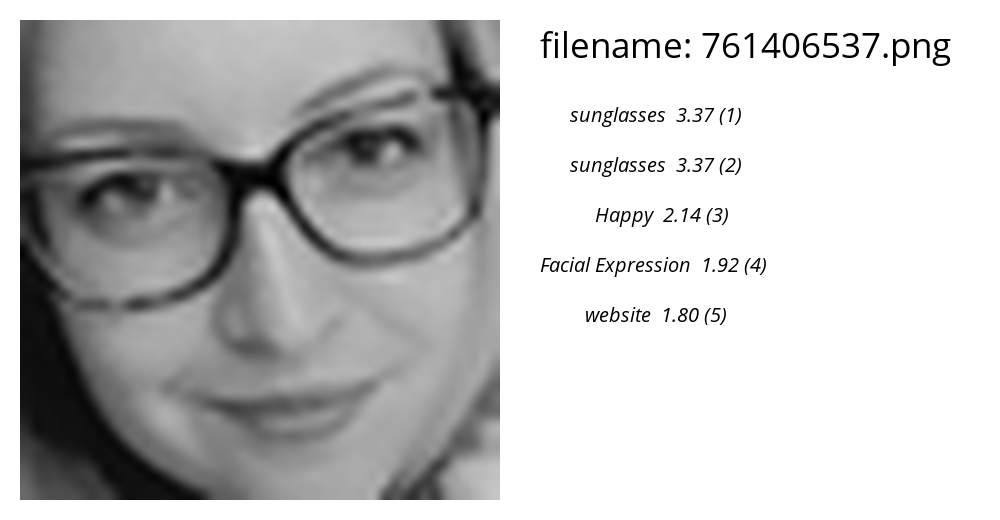 filename: 761406537.png
sunglasses 3.37 (1)
sunglasses 3.37 (2)
Happy 2.14 (3)
Facial Expression 1.92 (4)
website 1.80 (5)